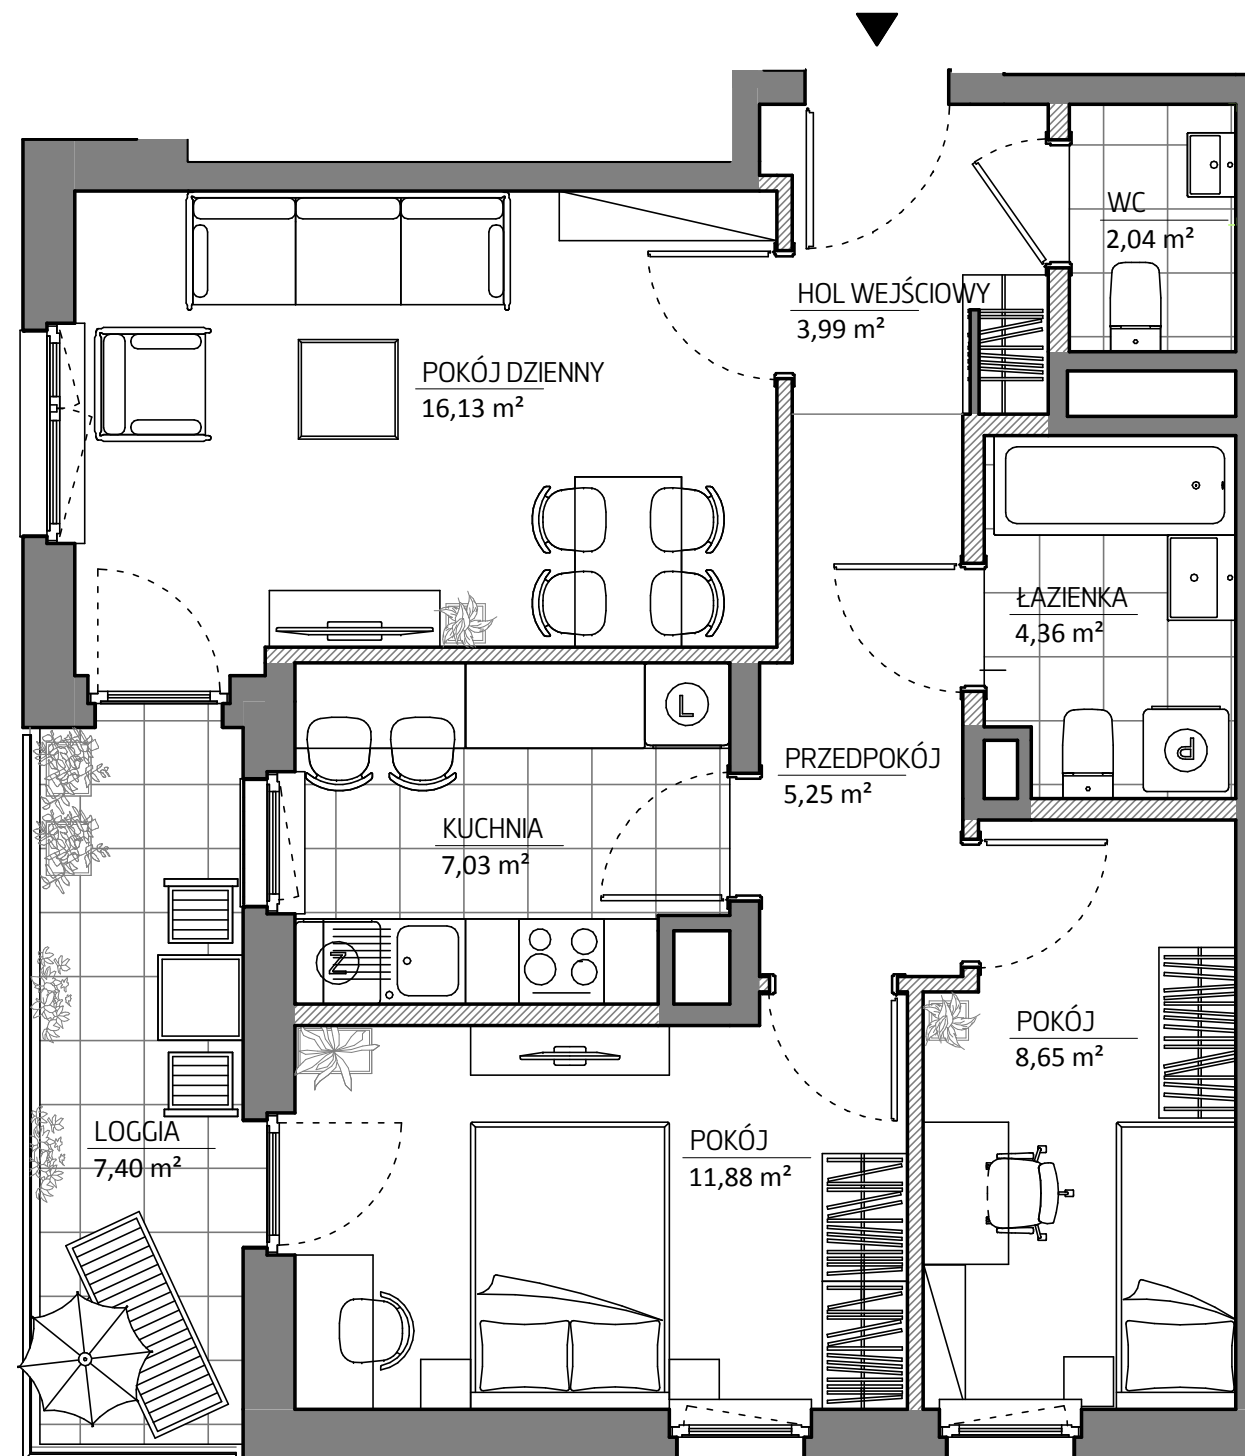 WC
2,04 m²
HOL WEJŚCIOWY
3,99 m²
POKÓJ DZIENNY
16,13 m²
ŁAZIENKA
4,36 m²
L
PRZEDPOKÓJ
5,25 m²
P
KUCHNIA
7,03 m²
Z
POKÓJ
8,65 m²
LOGGIA
7,40 m²
POKÓJ
11,88 m²